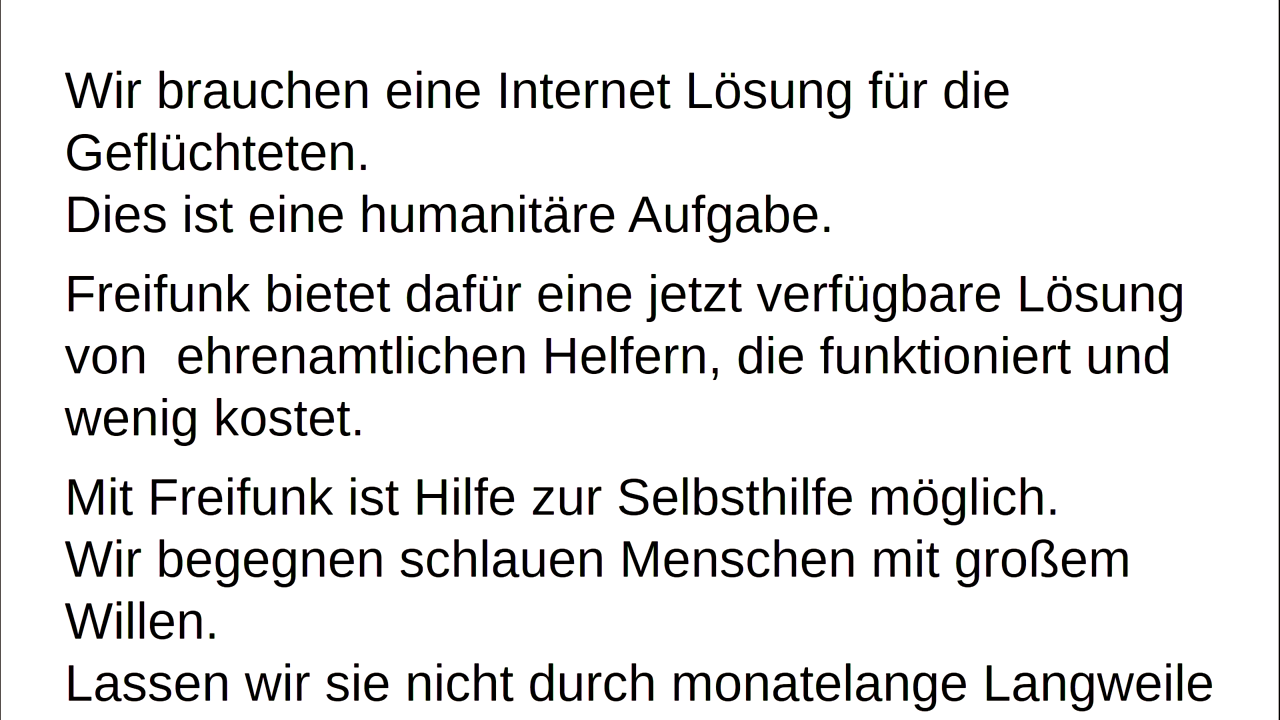 Wir brauchen eine Internet Lösung für die
Geflüchteten.
Dies ist eine humanitäre Aufgabe.
Freifunk bietet dafür eine jetzt verfügbare Lösung
von  ehrenamtlichen Helfern, die funktioniert und
wenig kostet.
Mit Freifunk ist Hilfe zur Selbsthilfe möglich.
Wir begegnen schlauen Menschen mit großem
Willen.
Lassen wir sie nicht durch monatelange Langweile